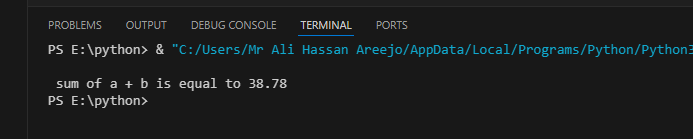 PROBLEMS OUTPUT DEBUG CONSOLE TERMINAL PORTS
PS E:\python> & "C:/Users/Mr Ali Hassan Areejo/AppData/Local/Programs/Python/Python3
sum of a + b is equal to 38.78
PS E:\python>